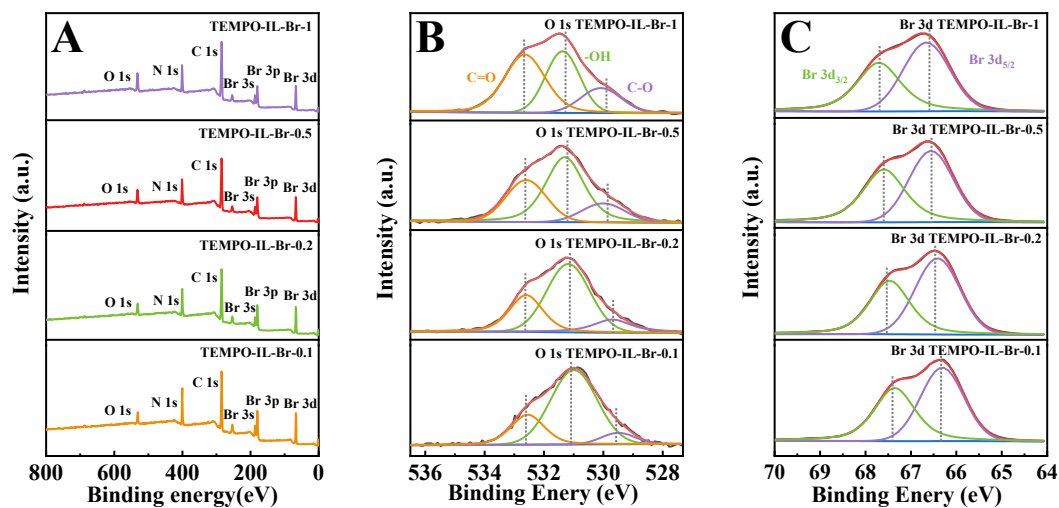 A
TEMPO-IL-Br-1
C 1s
O 1s
N 1s
Br 3s
Br 3p
Br 3d
TEMPO-IL-Br-0.5
C 1s
O 1s
N 1s
Br 3s
Br 3p
Br 3d
TEMPO-IL-Br-0.2
C 1s
O 1s
N 1s
Br 3s
Br 3p
Br 3d
TEMPO-IL-Br-0.1
C 1s
O 1s
N 1s
Br 3s
Br 3p
Br 3d
Intensity (a.u.)
800 600 400 200 0
Binding energy(eV)
B
O 1s TEMPO-IL-Br-1
C=O
-OH
C-O
O 1s TEMPO-IL-Br-0.5
O 1s TEMPO-IL-Br-0.2
O 1s TEMPO-IL-Br-0.1
Intensity (a.u.)
536 534 532 530 528
Binding Enery (eV)
C
Br 3d TEMPO-IL-Br-1
Br 3d3/2
Br 3d5/2
Br 3d TEMPO-IL-Br-0.5
Br 3d TEMPO-IL-Br-0.2
Br 3d TEMPO-IL-Br-0.1
Intensity (a.u.)
70 69 68 67 66 65 64
Binding Enery (eV)